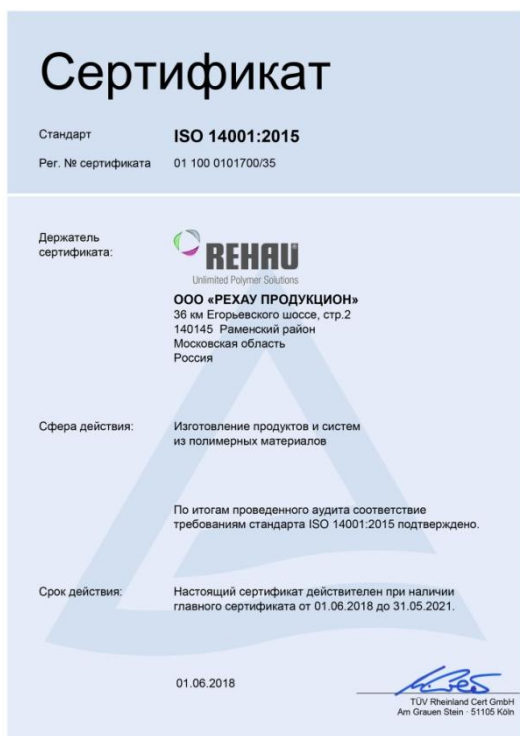 Сертификат
Стандарт ISO 14001:2015
Рег. № сертификата 01 100 0101700/35
Держатель
сертификата:
REHAU
Unlimited Polymer Solutions
ООО «РЕХАУ ПРОДУКЦИОН»
36 км Егорьевского шоссе, стр.2
140145 Раменский район
Московская область
Россия
Сфера действия: Изготовление продуктов и систем
из полимерных материалов
По итогам проведенного аудита соответствие
требованиям стандарта ISO 14001:2015 подтверждено.
Срок действия: Настоящий сертификат действителен при наличии
главного сертификата от 01.06.2018 до 31.05.2021.
01.06.2018
TÜV Rheinland Cert GmbH
Am Grauen Stein · 51105 Köln